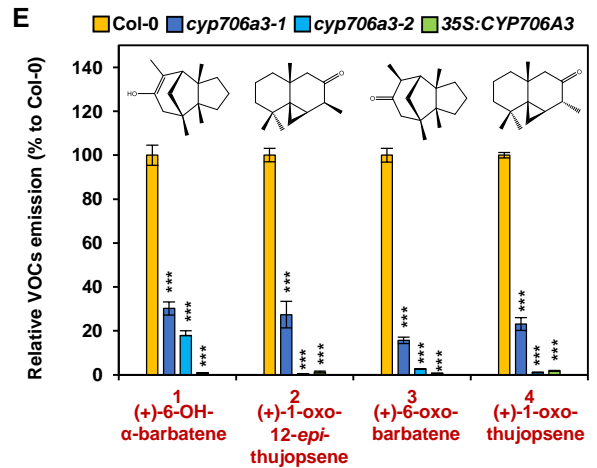 E
Col-0 cyp706a3-1 cyp706a3-2 35S:CYP706A3
Relative VOCs emission (% to Col-0)
140
120
100
80
60
40
20
0
HO
O
O
O
*** *** ***
*** *** ***
*** *** ***
*** *** ***
1
(+)-6-OH-
α-barbatene
2
(+)-1-oxo-
12-epi-
thujopsene
3
(+)-6-oxo-
barbatene
4
(+)-1-oxo-
thujopsene